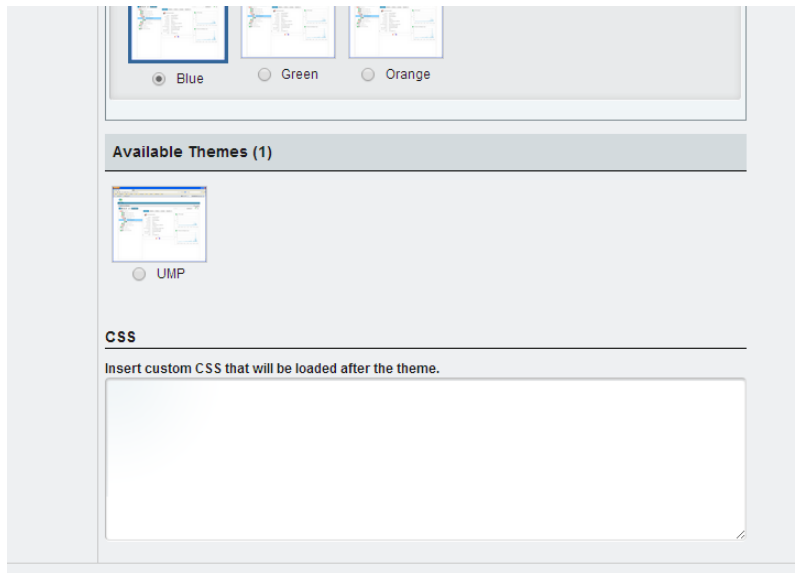 Blue Green Orange
Available Themes (1)
UMP
CSS
Insert custom CSS that will be loaded after the theme.